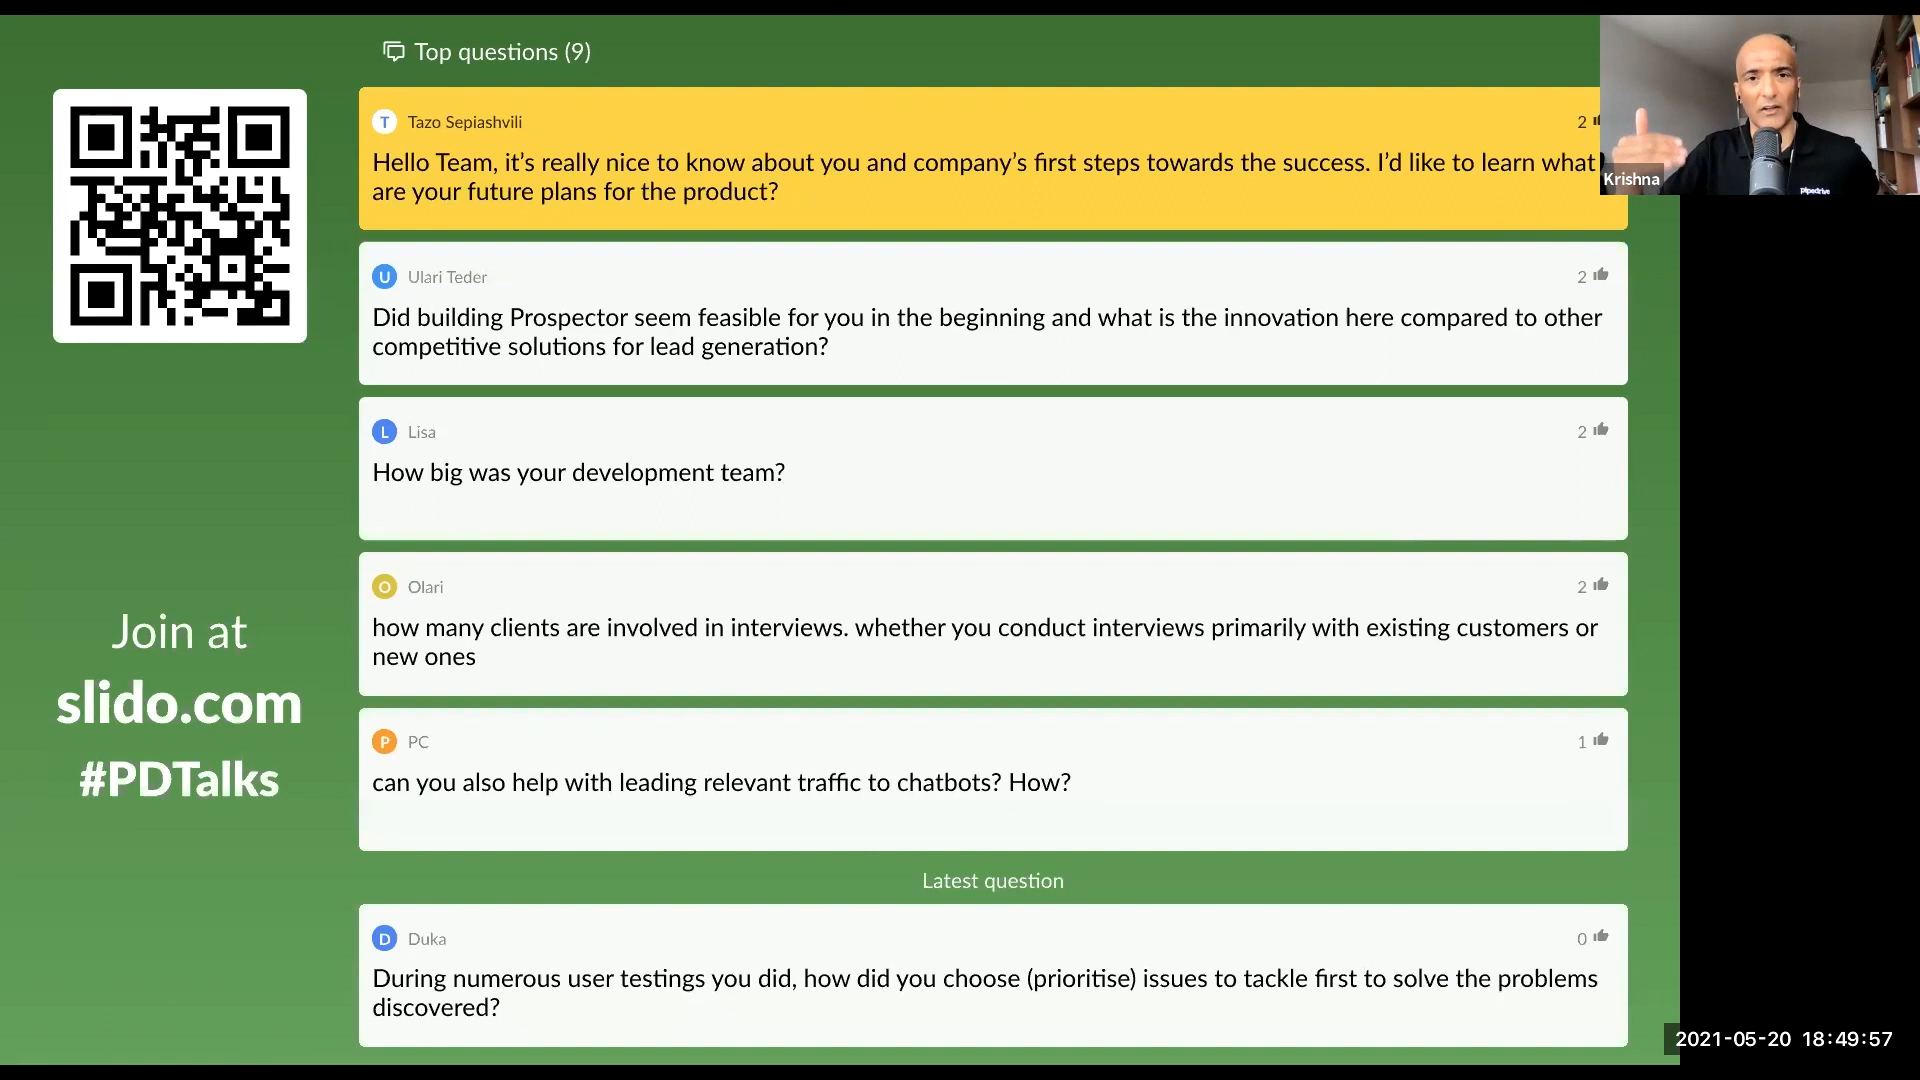 Top questions (9)
T Tazo Sepiashvili 2
Hello Team, it’s really nice to know about you and company’s first steps towards the success. I’d like to learn what
are your future plans for the product?
U Ulari Teder 2
Did building Prospector seem feasible for you in the beginning and what is the innovation here compared to other
competitive solutions for lead generation?
L Lisa 2
How big was your development team?
O Olari 2
how many clients are involved in interviews. whether you conduct interviews primarily with existing customers or
new ones
P PC 1
can you also help with leading relevant traffic to chatbots? How?
Latest question
D Duka 0
During numerous user testings you did, how did you choose (prioritise) issues to tackle first to solve the problems
discovered?
Join at
slido.com
#PDTalks
Krishna
pipedrive
2021-05-20 18:49:57